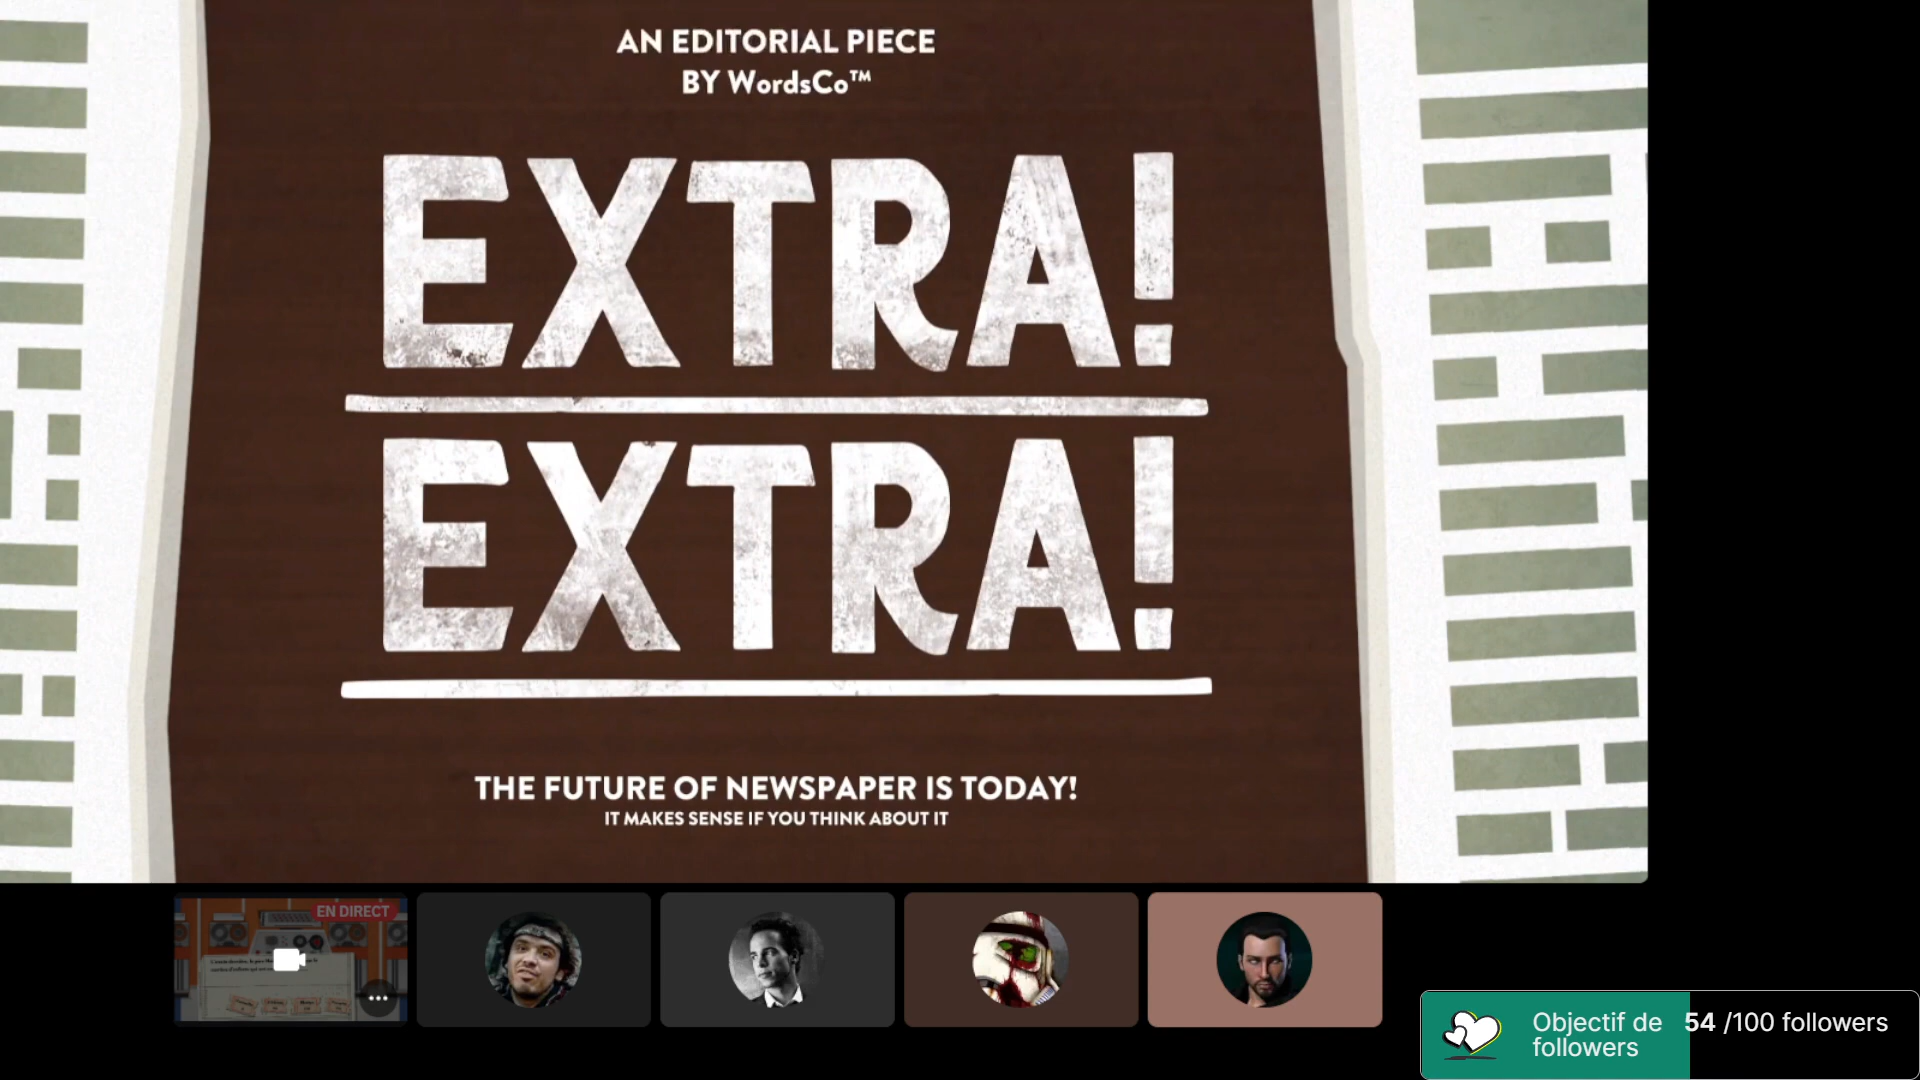 AN EDITORIAL PIECE
BY WordsCo™
EXTRA!
EXTRA!
THE FUTURE OF NEWSPAPER IS TODAY!
IT MAKES SENSE IF YOU THINK ABOUT IT
EN DIRECT
Objectif de followers
54 /100 followers